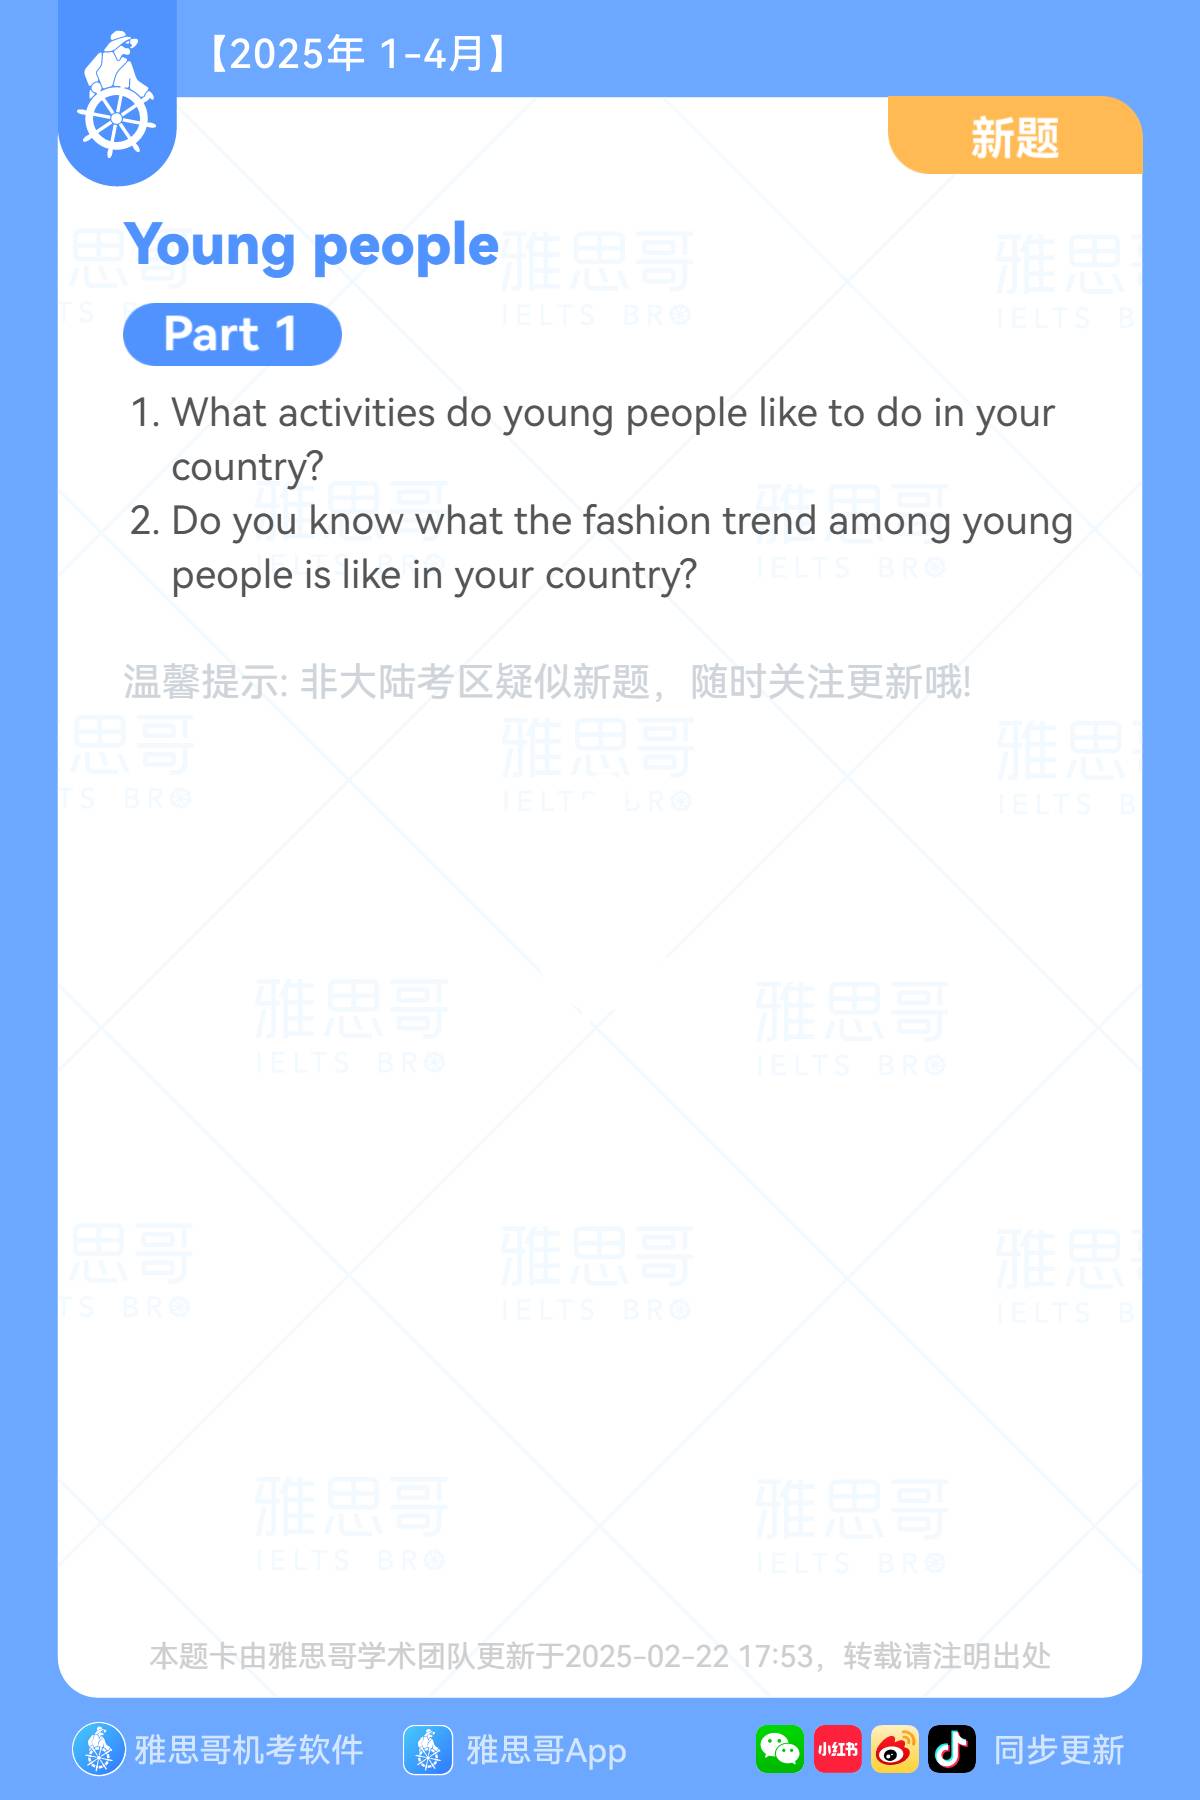 【2025年 1-4月】
新题
Young people
Part 1
1. What activities do young people like to do in your
country?
2. Do you know what the fashion trend among young
people is like in your country?
温馨提示: 非大陆考区疑似新题，随时关注更新哦!
雅思哥
IELTS BRO
本题卡由雅思哥学术团队更新于2025-02-22 17:53，转载请注明出处
雅思哥机考软件
雅思哥App
小红书
同步更新